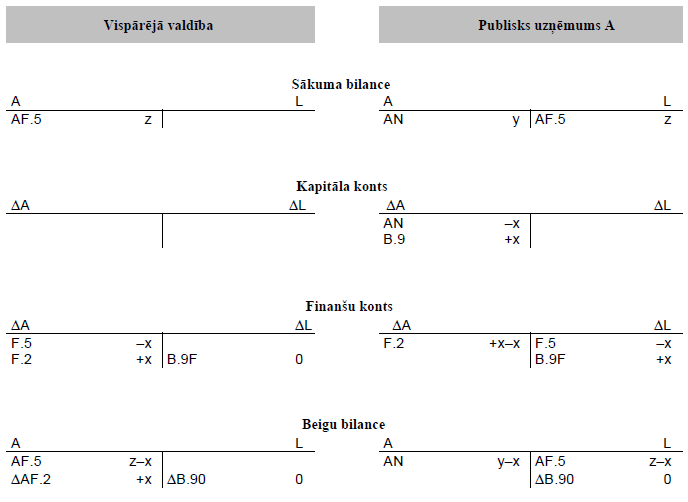 Vispārējā valdība Publisks uzņēmums A
Sākuma bilance
A L A L
AF.5 z AN y AF.5 z
Kapitāla konts
ΔA ΔL ΔA ΔL
AN –x
B.9 +x
Finanšu konts
ΔA ΔL ΔA ΔL
F.5 –x F.2 +x–x F.5 –x
F.2 +x B.9F 0 B.9F +x
Beigu bilance
A L A L
AF.5 z–x AN y–x AF.5 z–x
ΔAF.2 +x ΔB.90 0 ΔB.90 0